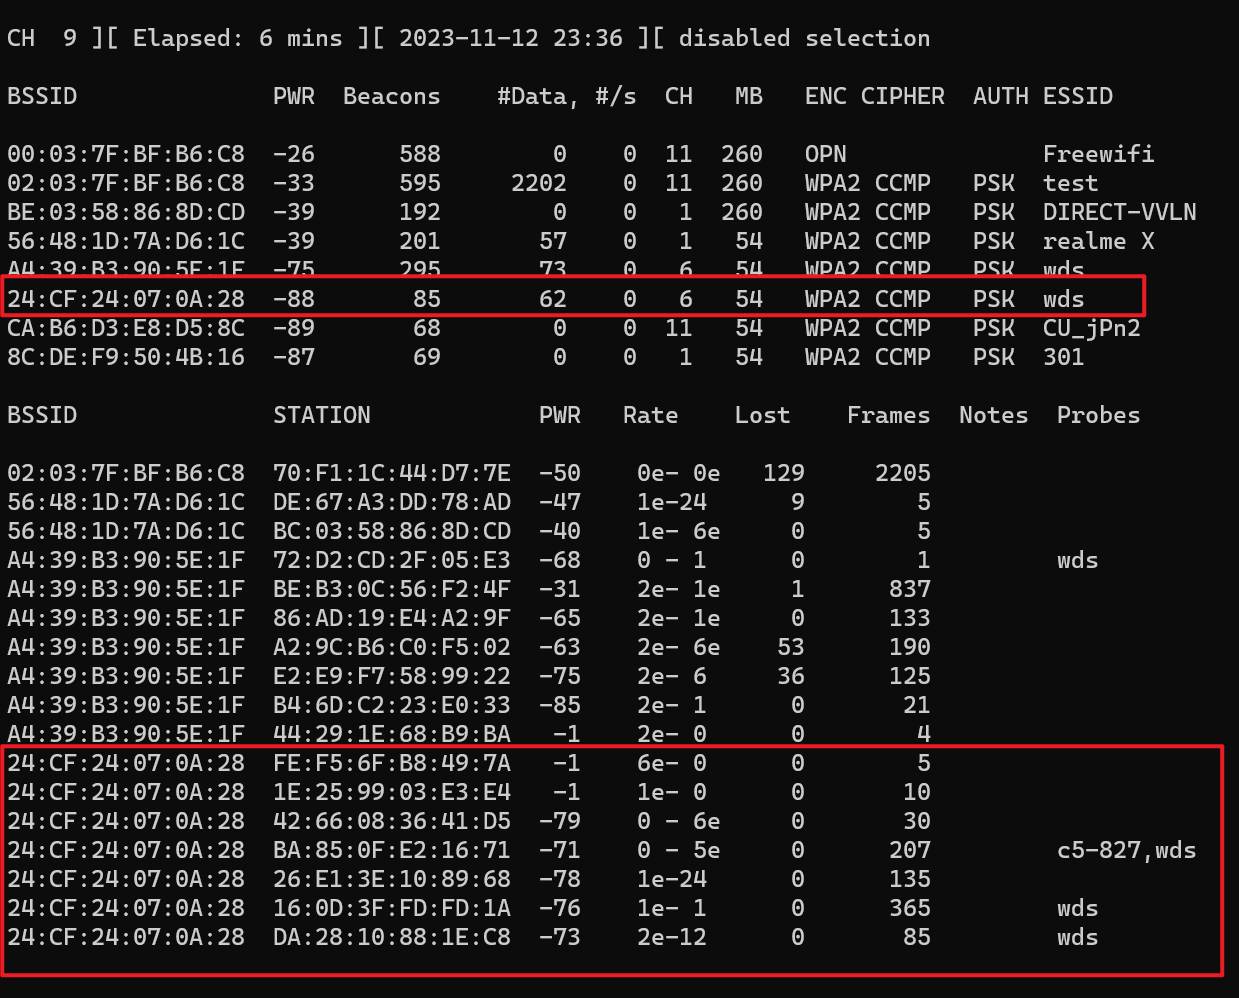 CH  9 ][ Elapsed: 6 mins ][ 2023-11-12 23:36 ][ disabled selection
BSSID              PWR  Beacons    #Data, #/s  CH   MB   ENC CIPHER  AUTH ESSID
00:03:7F:BF:B6:C8  -26      588        0    0  11  260   OPN              Freewifi
02:03:7F:BF:B6:C8  -33      595     2202    0  11  260   WPA2 CCMP   PSK  test
BE:03:58:86:8D:CD  -39      192        0    0   1  260   WPA2 CCMP   PSK  DIRECT-VVLN
56:48:1D:7A:D6:1C  -39      201       57    0   1   54   WPA2 CCMP   PSK  realme X
A4:39:B3:90:5E:1F  -75      295       73    0   6   54   WPA2 CCMP   PSK  wds
24:CF:24:07:0A:28  -88       85       62    0   6   54   WPA2 CCMP   PSK  wds
CA:B6:D3:E8:D5:8C  -89       68        0    0  11   54   WPA2 CCMP   PSK  CU_jPn2
8C:DE:F9:50:4B:16  -87       69        0    0   1   54   WPA2 CCMP   PSK  301
BSSID              STATION            PWR   Rate    Lost    Frames  Notes  Probes
02:03:7F:BF:B6:C8  70:F1:1C:44:D7:7E  -50    0e- 0e   129     2205
56:48:1D:7A:D6:1C  DE:67:A3:DD:78:AD  -47    1e-24      9        5
56:48:1D:7A:D6:1C  BC:03:58:86:8D:CD  -40    1e- 6e     0        5
A4:39:B3:90:5E:1F  72:D2:CD:2F:05:E3  -68    0 - 1      0        1         wds
A4:39:B3:90:5E:1F  BE:B3:0C:56:F2:4F  -31    2e- 1e     1      837
A4:39:B3:90:5E:1F  86:AD:19:E4:A2:9F  -65    2e- 1e     0      133
A4:39:B3:90:5E:1F  A2:9C:B6:C0:F5:02  -63    2e- 6e    53      190
A4:39:B3:90:5E:1F  E2:E9:F7:58:99:22  -75    2e- 6     36      125
A4:39:B3:90:5E:1F  B4:6D:C2:23:E0:33  -85    2e- 1      0       21
A4:39:B3:90:5E:1F  44:29:1E:68:B9:BA   -1    2e- 0      0        4
24:CF:24:07:0A:28  FE:F5:6F:B8:49:7A   -1    6e- 0      0        5
24:CF:24:07:0A:28  1E:25:99:03:E3:E4   -1    1e- 0      0       10
24:CF:24:07:0A:28  42:66:08:36:41:D5  -79    0 - 6e     0       30
24:CF:24:07:0A:28  BA:85:0F:E2:16:71  -71    0 - 5e     0      207         c5-827,wds
24:CF:24:07:0A:28  26:E1:3E:10:89:68  -78    1e-24      0      135
24:CF:24:07:0A:28  16:0D:3F:FD:FD:1A  -76    1e- 1      0      365         wds
24:CF:24:07:0A:28  DA:28:10:88:1E:C8  -73    2e-12      0       85         wds